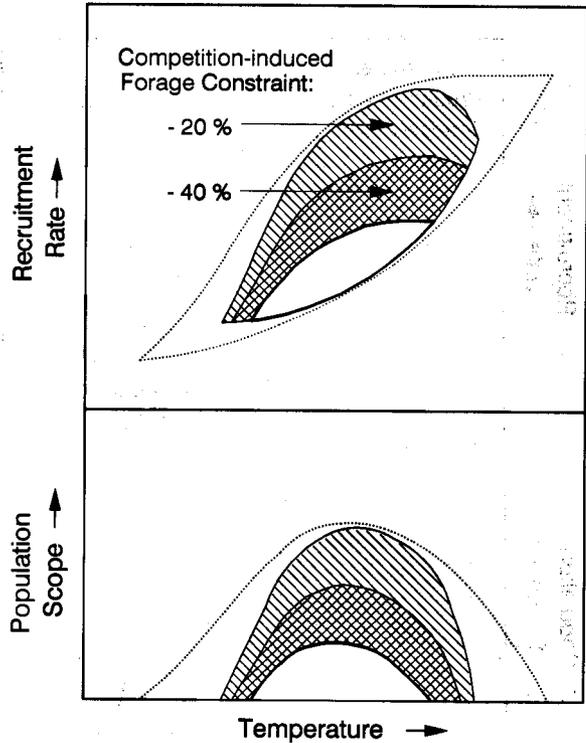 Competition-induced
Forage Constraint:
- 20 %
- 40 %
Recruitment
Rate
Population
Scope
Temperature